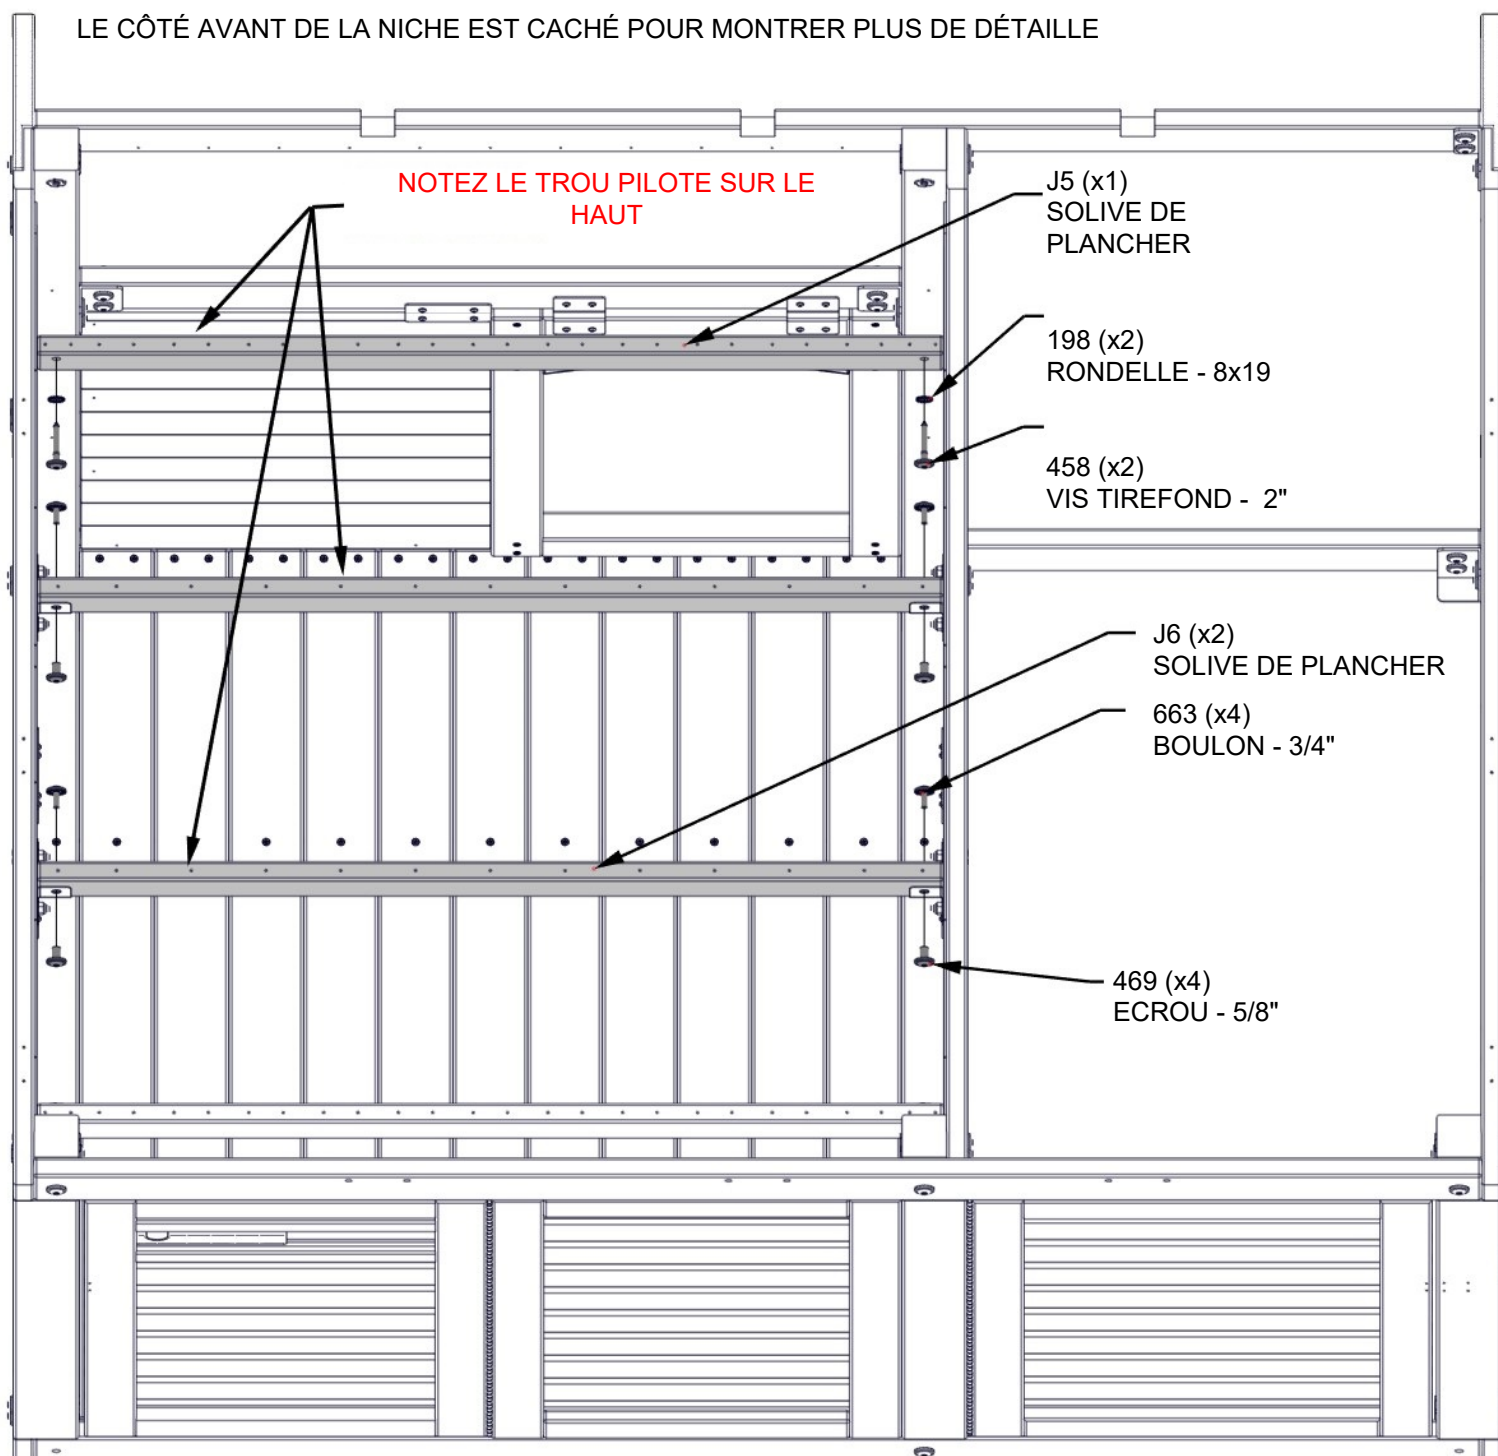 LE CÔTÉ AVANT DE LA NICHE EST CACHÉ POUR MONTRER PLUS DE DÉTAILLE
NOTEZ LE TROU PILOTE SUR LE
HAUT
J5 (x1)
SOLIVE DE
PLANCHER
198 (x2)
RONDELLE - 8x19
458 (x2)
VIS TIREFOND - 2"
J6 (x2)
SOLIVE DE PLANCHER
663 (x4)
BOULON - 3/4"
469 (x4)
ECROU - 5/8"